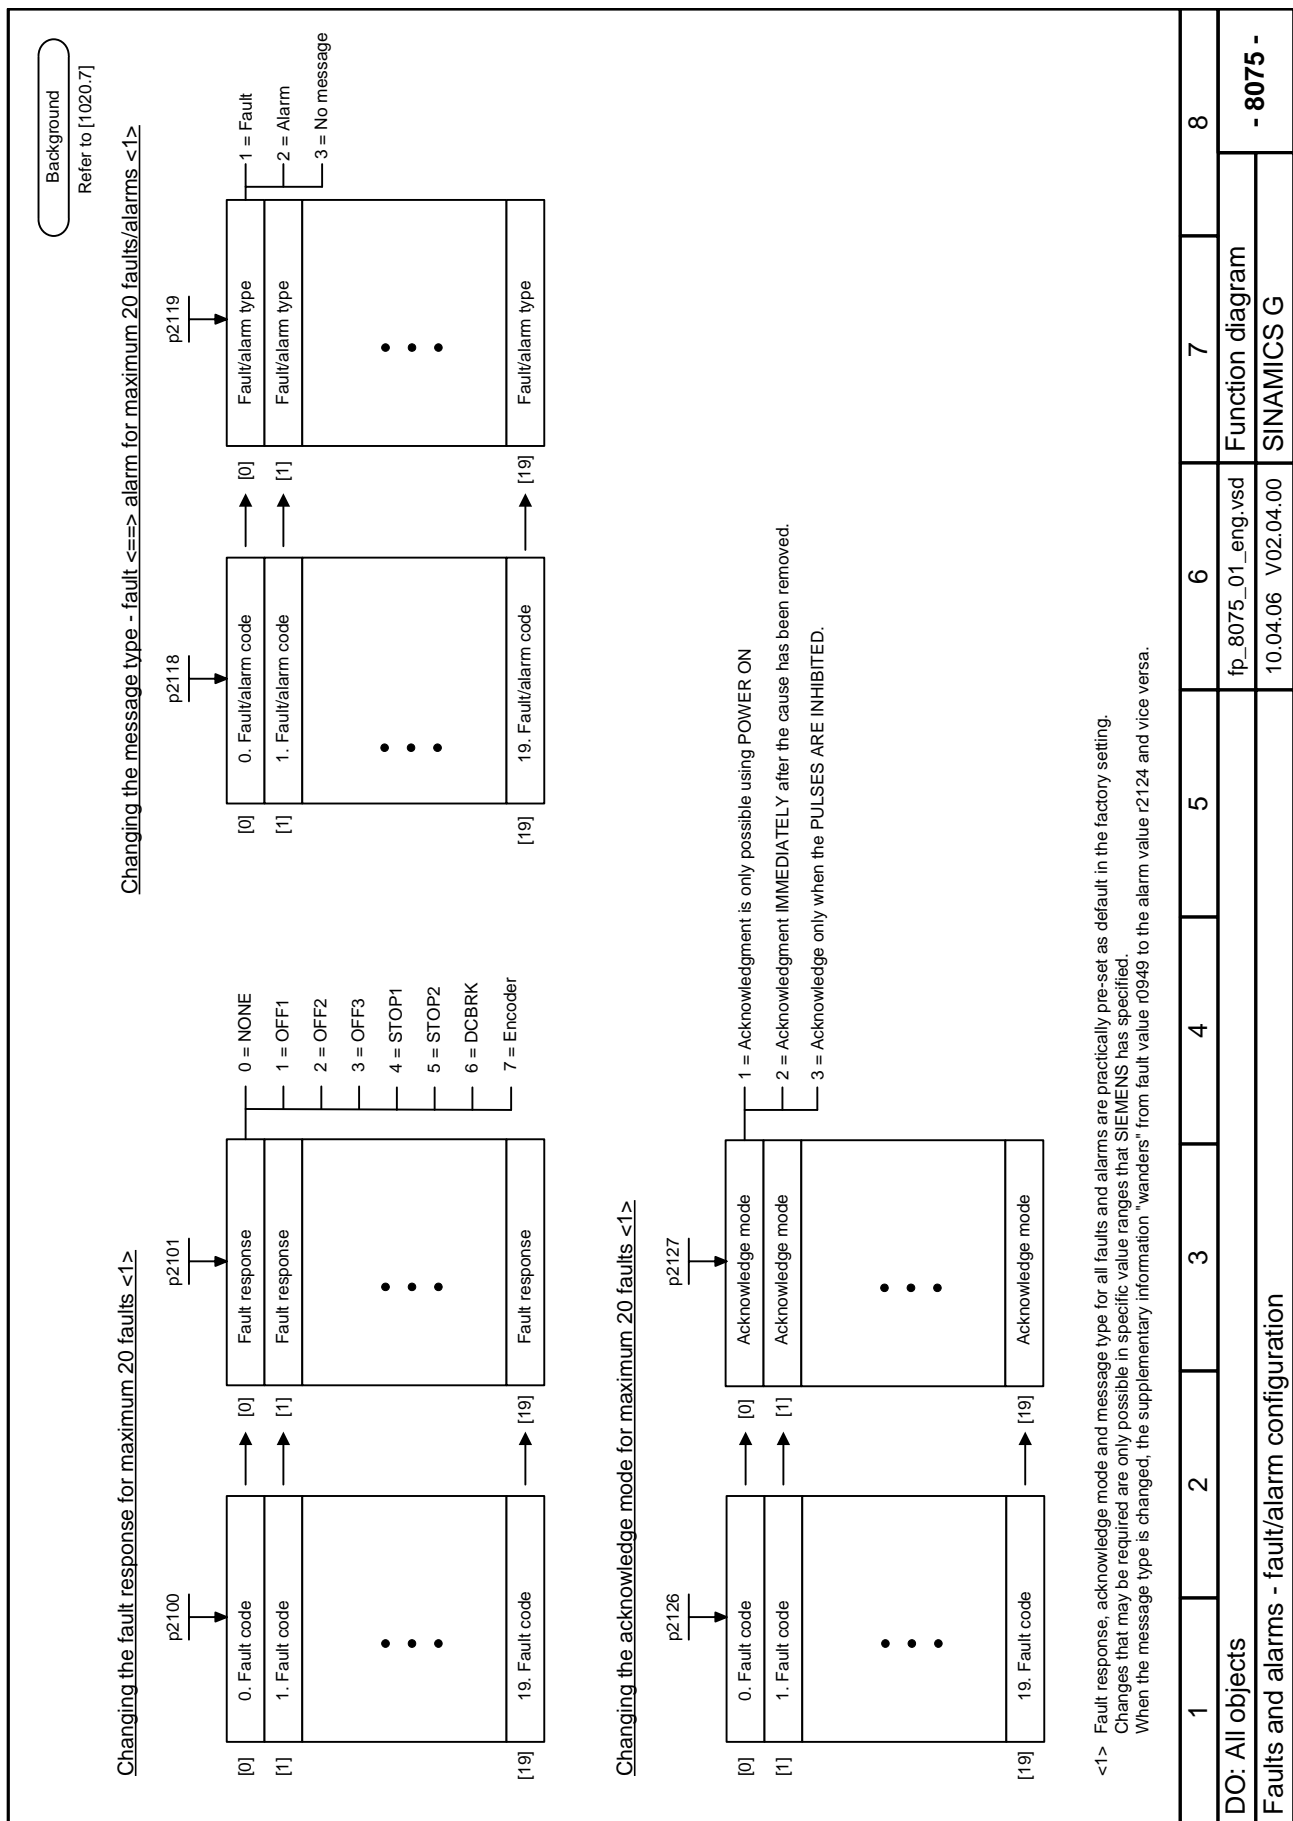 Background
Refer to [1020.7]
Changing the fault response for maximum 20 faults <1>
p2100
[0]
0. Fault code
[1]
1. Fault code
[19]
19. Fault code
p2101
[0]
Fault response
[1]
Fault response
[19]
Fault response
0 = NONE
1 = OFF1
2 = OFF2
3 = OFF3
4 = STOP1
5 = STOP2
6 = DCBRK
7 = Encoder
Changing the message type - fault <==> alarm for maximum 20 faults/alarms <1>
p2118
[0]
0. Fault/alarm code
[1]
1. Fault/alarm code
[19]
19. Fault/alarm code
p2119
[0]
Fault/alarm type
[1]
Fault/alarm type
[19]
Fault/alarm type
1 = Fault
2 = Alarm
3 = No message
Changing the acknowledge mode for maximum 20 faults <1>
p2126
[0]
0. Fault code
[1]
1. Fault code
[19]
19. Fault code
p2127
[0]
Acknowledge mode
[1]
Acknowledge mode
[19]
Acknowledge mode
1 = Acknowledgment is only possible using POWER ON
2 = Acknowledgment IMMEDIATELY after the cause has been removed.
3 = Acknowledge only when the PULSES ARE INHIBITED.
<1> Fault response, acknowledge mode and message type for all faults and alarms are practically pre-set as default in the factory setting.
Changes that may be required are only possible in specific value ranges that SIEMENS has specified.
When the message type is changed, the supplementary information "wanders" from fault value r0949 to the alarm value r2124 and vice versa.
1 2 3 4 5 6 7 8
DO: All objects
fp_8075_01_eng.vsd
Function diagram
- 8075 -
Faults and alarms - fault/alarm configuration
10.04.06 V02.04.00
SINAMICS G